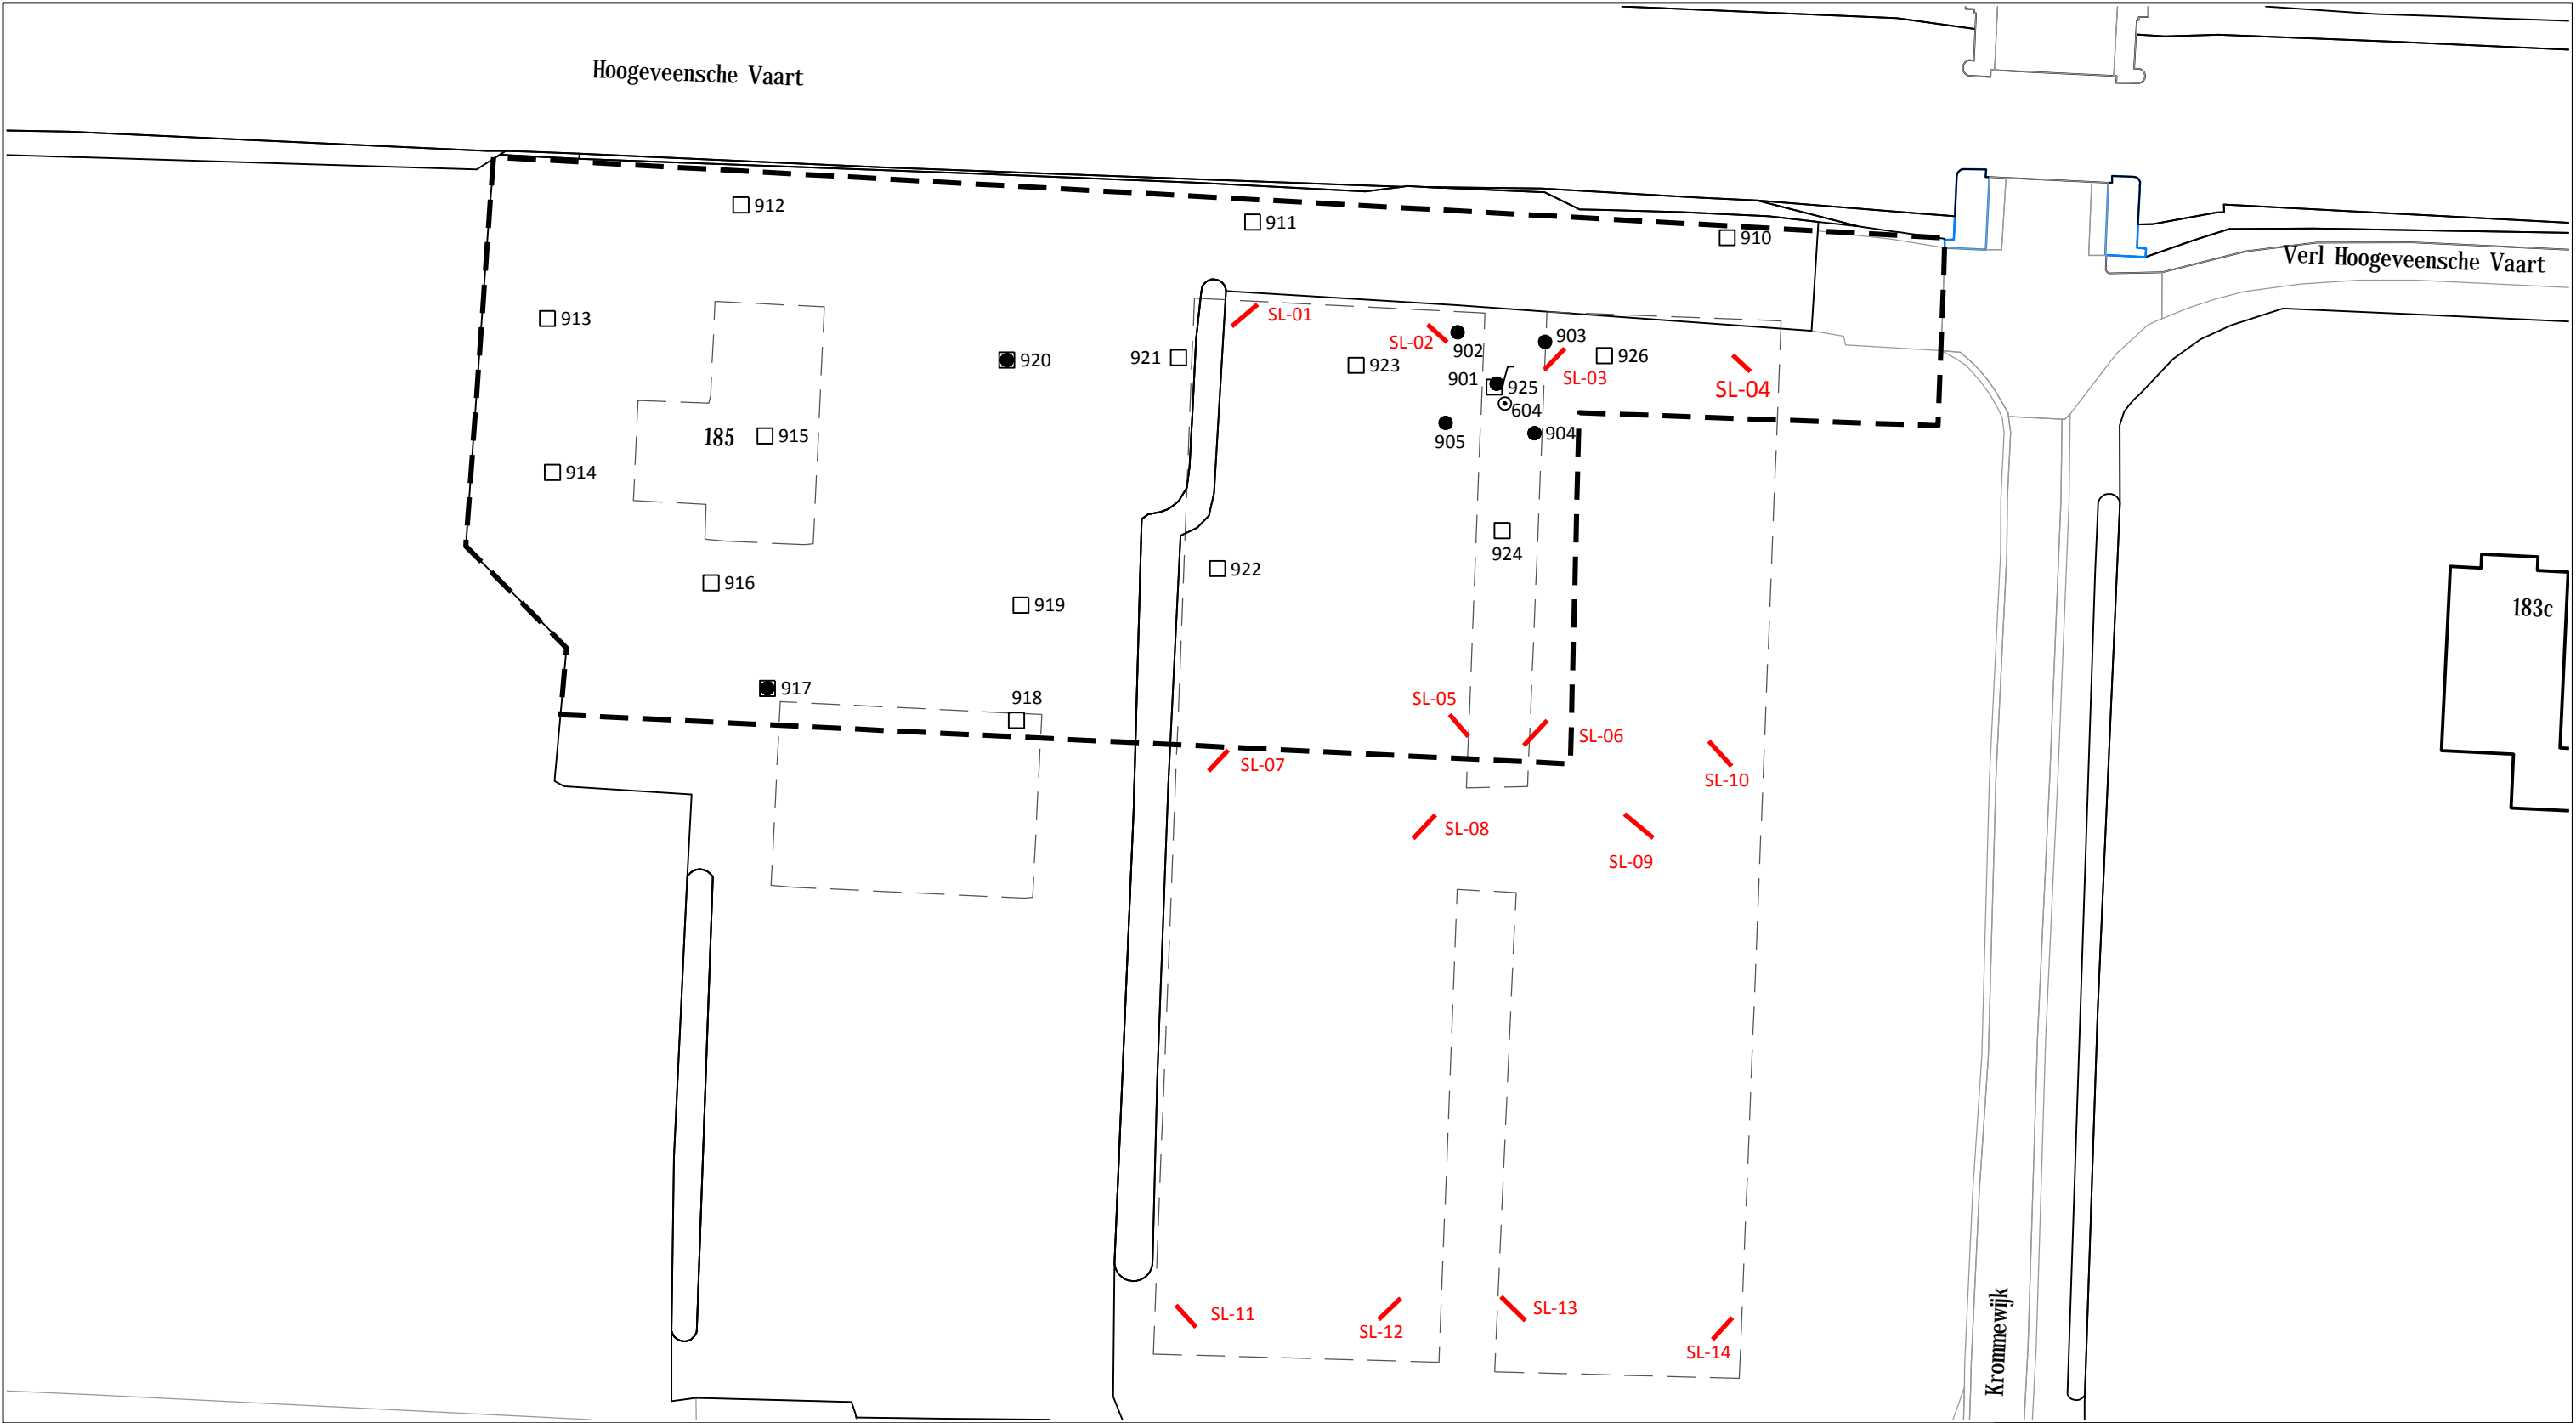 Hoogeveensche Vaart
912
911
910
Verl Hoogeveensche Vaart
913
SL-01
SL-02
902
903
920
921
923
926
SL-03
901
925
SL-04
604
185
915
905
904
914
924
922
916
919
183c
917
918
SL-05
SL-06
SL-07
SL-10
SL-08
SL-09
Krommewijk
SL-11
SL-12
SL-13
SL-14